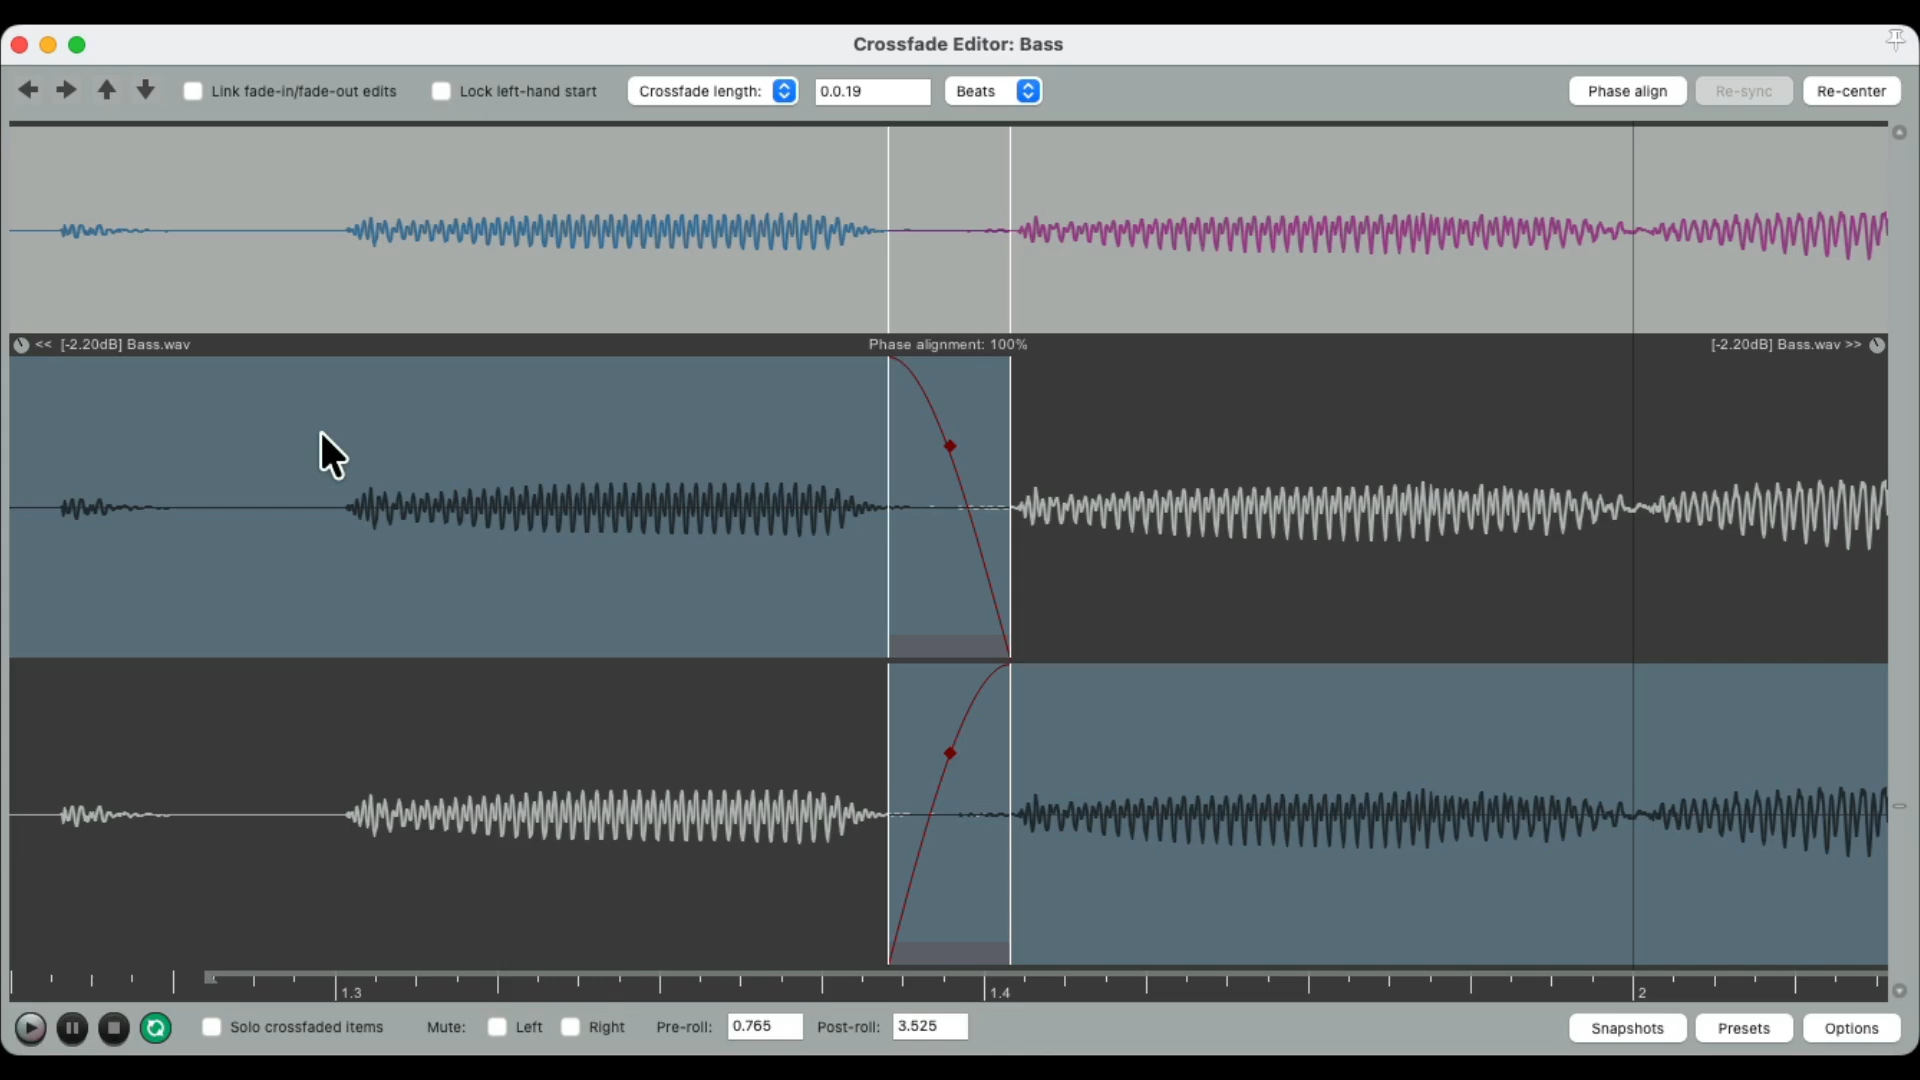 Crossfade Editor: Bass
Link fade-in/fade-out edits Lock left-hand start Crossfade length: 0.0.19 Beats Phase align Re-sync Re-center
<< [-2.20dB] Bass.wav Phase alignment: 100% [-2.20dB] Bass.wav >>
1.3 1.4 2
Solo crossfaded items Mute: Left Right Pre-roll: 0.765 Post-roll: 3.525 Snapshots Presets Options